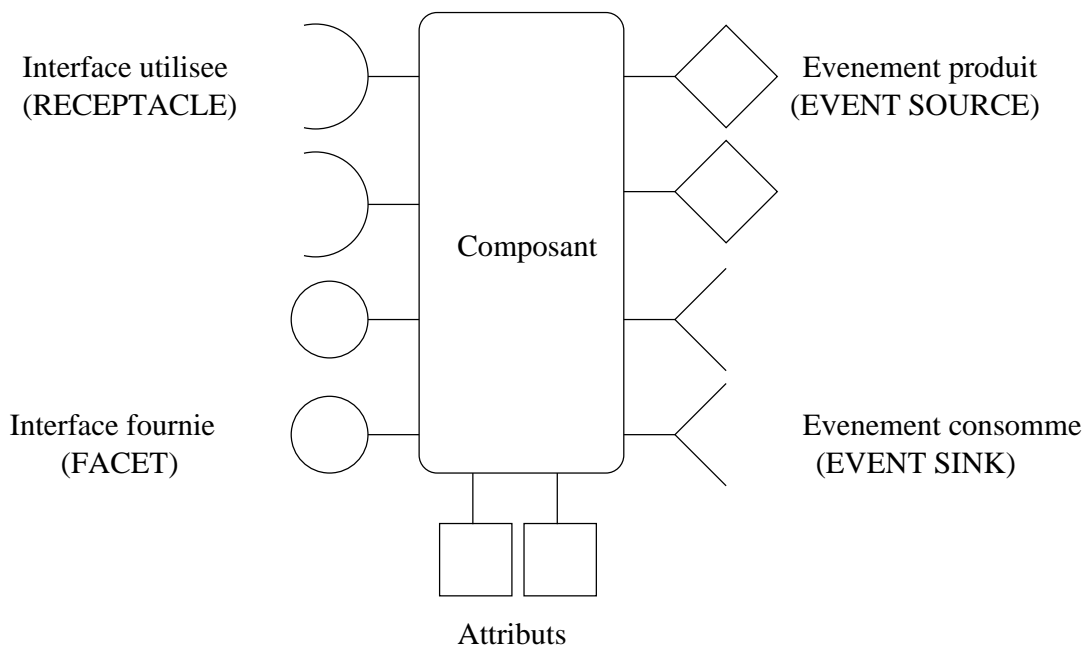 Interface utilisee
(RECEPTACLE)
Evenement produit
(EVENT SOURCE)
Composant
Interface fournie
(FACET)
Evenement consomme
(EVENT SINK)
Attributs